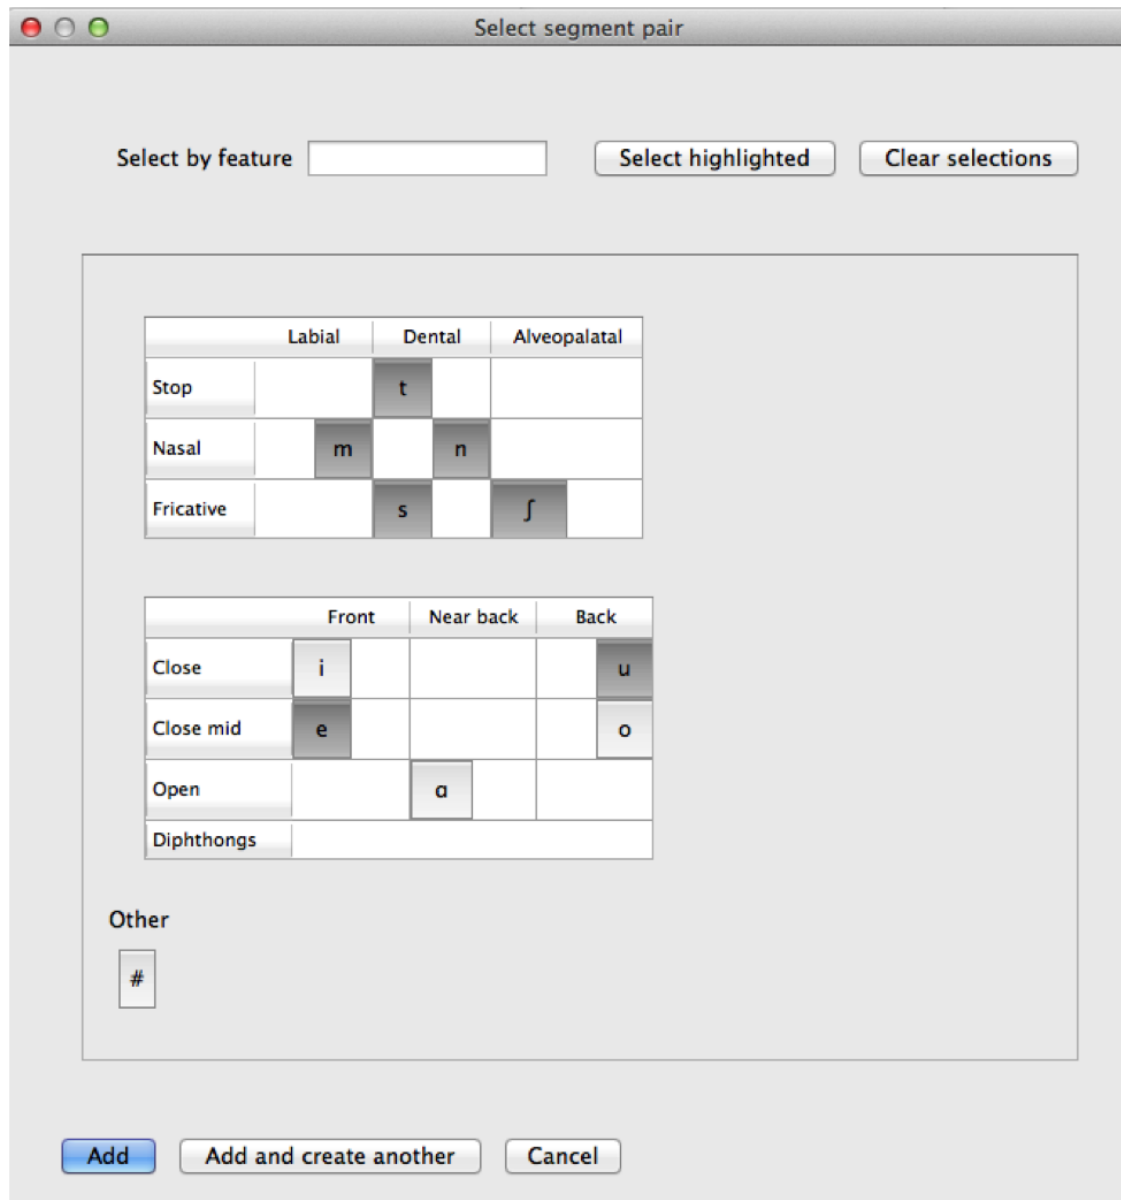 Select segment pair
Select by feature Select highlighted Clear selections
Labial Dental Alveopalatal
Stop t
Nasal m n
Fricative s ʃ
Front Near back Back
Close i u
Close mid e o
Open ɑ
Diphthongs
Other
#
Add Add and create another Cancel